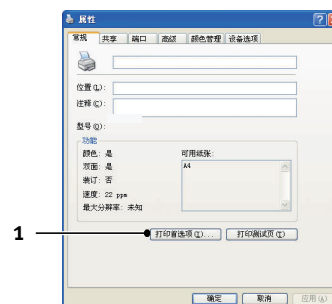 属性
常规 共享 端口 高级 颜色管理 设备选项
位置(L):
注释(C):
型号(O):
功能
颜色: 是
双面: 是
装订: 否
速度: 22 ppm
最大分辨率: 未知
可用纸张:
A4
1
打印首选项(I)... 打印测试页(T)
确定 取消 应用(A)